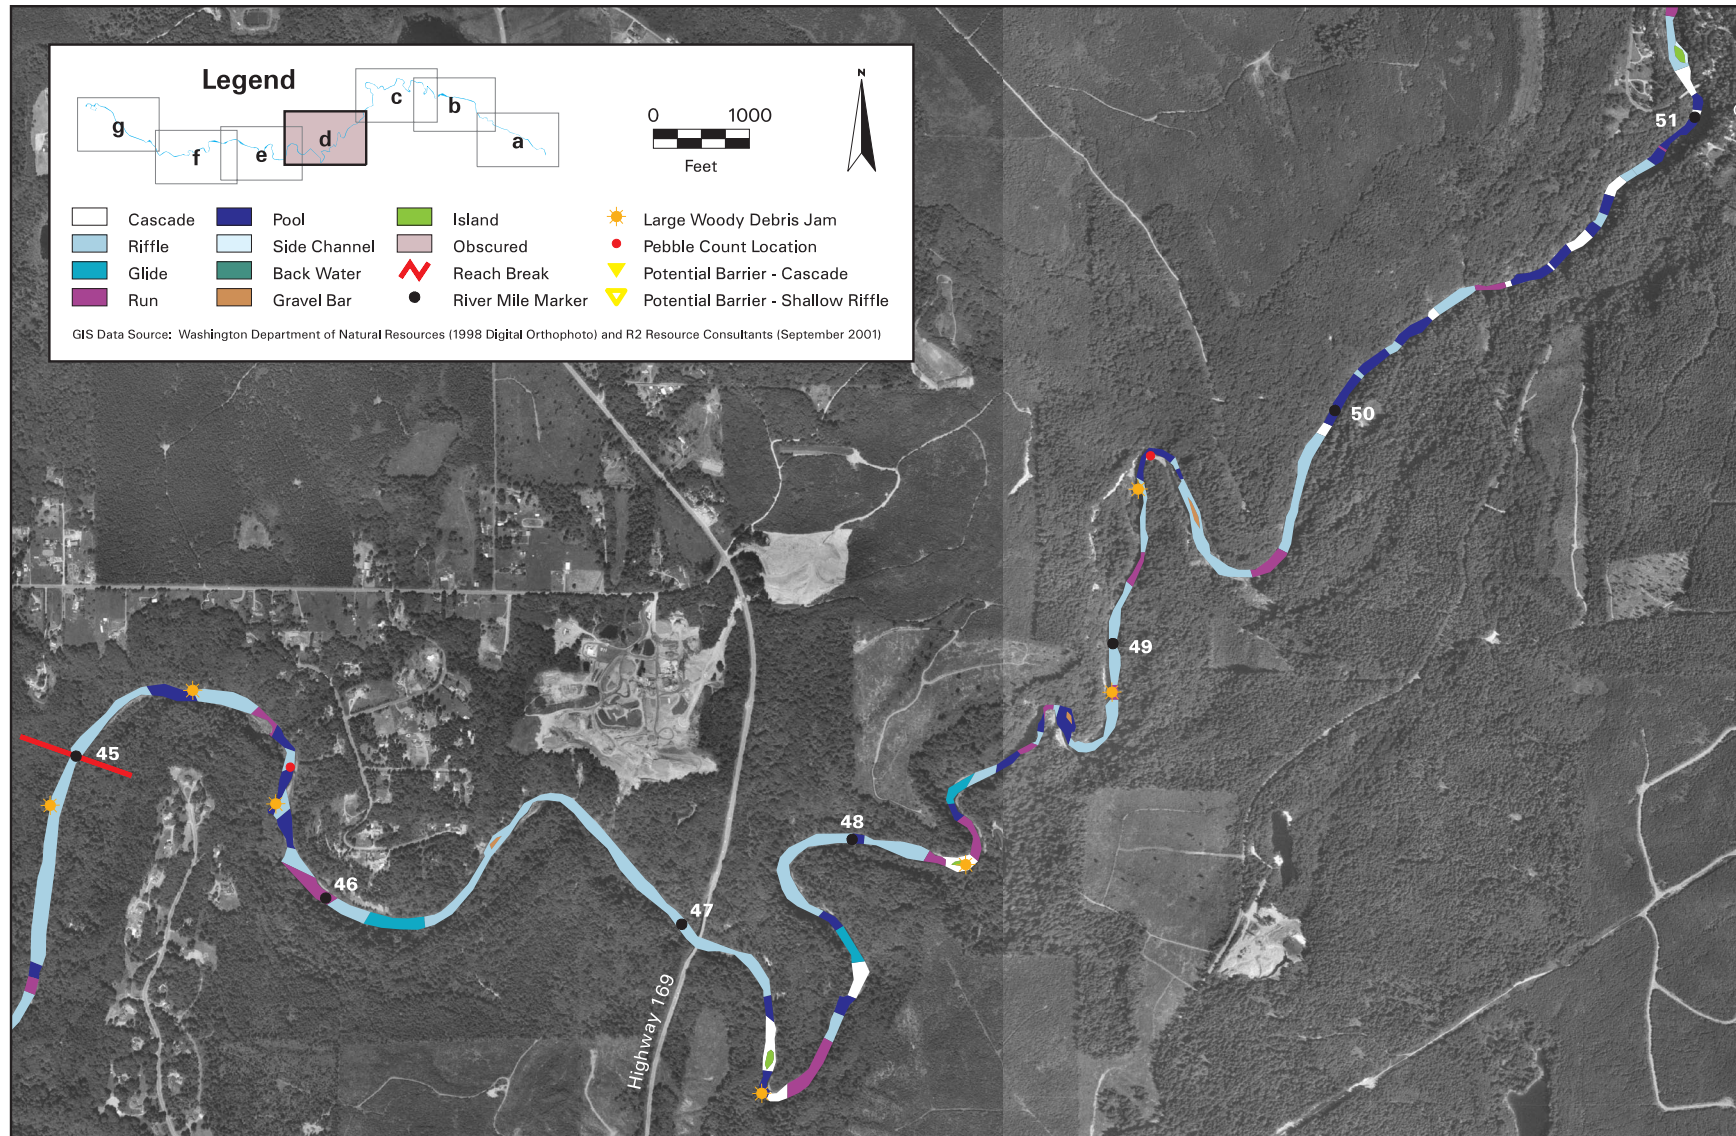 Legend
a
b
c
d
e
f
g
0 1000
Feet
N
Cascade
Riffle
Glide
Run
Pool
Side Channel
Back Water
Gravel Bar
Island
Obscured
Reach Break
River Mile Marker
Large Woody Debris Jam
Pebble Count Location
Potential Barrier - Cascade
Potential Barrier - Shallow Riffle
GIS Data Source: Washington Department of Natural Resources (1998 Digital Orthophoto) and R2 Resource Consultants (September 2001)
51
50
49
48
47
46
45
Highway 169